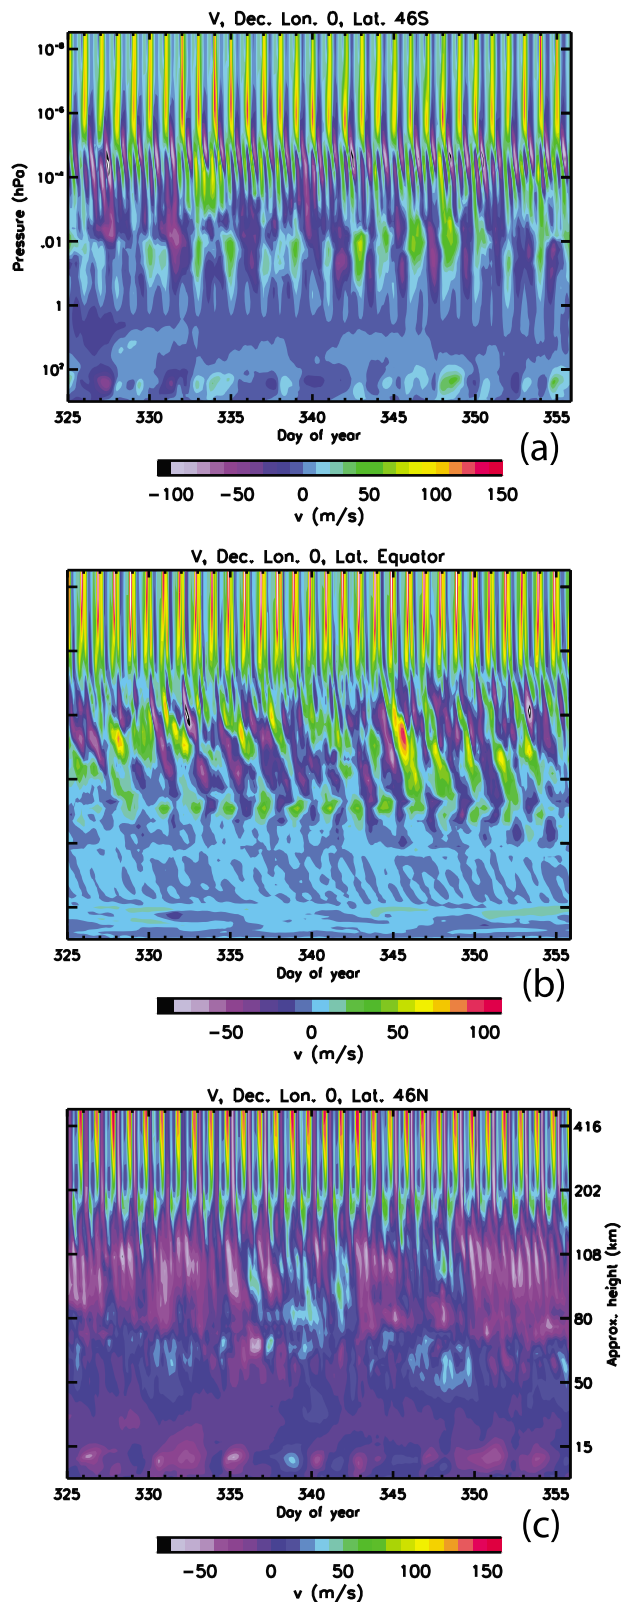 V, Dec. Lon. 0, Lat. 46S
10⁻⁸
10⁻⁶
10⁻⁴
.01
1
10²
Pressure (hPa)
325 330 335 340 345 350 355
Day of year
(a)
−100 −50 0 50 100 150
v (m/s)
V, Dec. Lon. 0, Lat. Equator
325 330 335 340 345 350 355
Day of year
(b)
−50 0 50 100
v (m/s)
V, Dec. Lon. 0, Lat. 46N
416
202
108
80
50
15
Approx. height (km)
325 330 335 340 345 350 355
Day of year
(c)
−50 0 50 100 150
v (m/s)